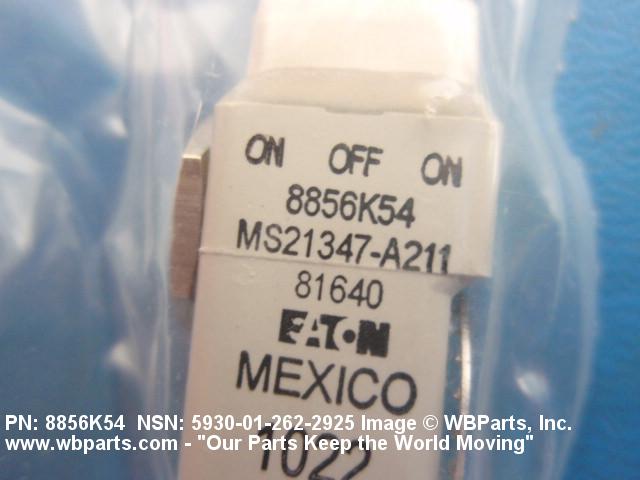 ON OFF ON
8856K54
MS21347-A211
81640
EATON
MEXICO
1022
PN: 8856K54 NSN: 5930-01-262-2925 Image © WBParts, Inc.
www.wbparts.com - "Our Parts Keep the World Moving"